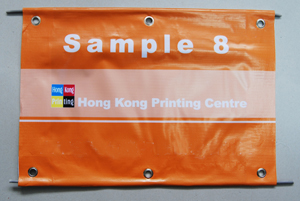 Sample 8
Hong Kong
Printing
Hong Kong Printing Centre